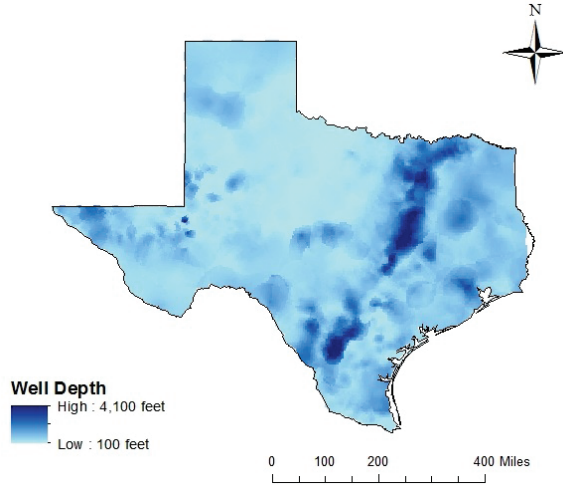 N
Well Depth
High : 4,100 feet
Low : 100 feet
0 100 200 400 Miles